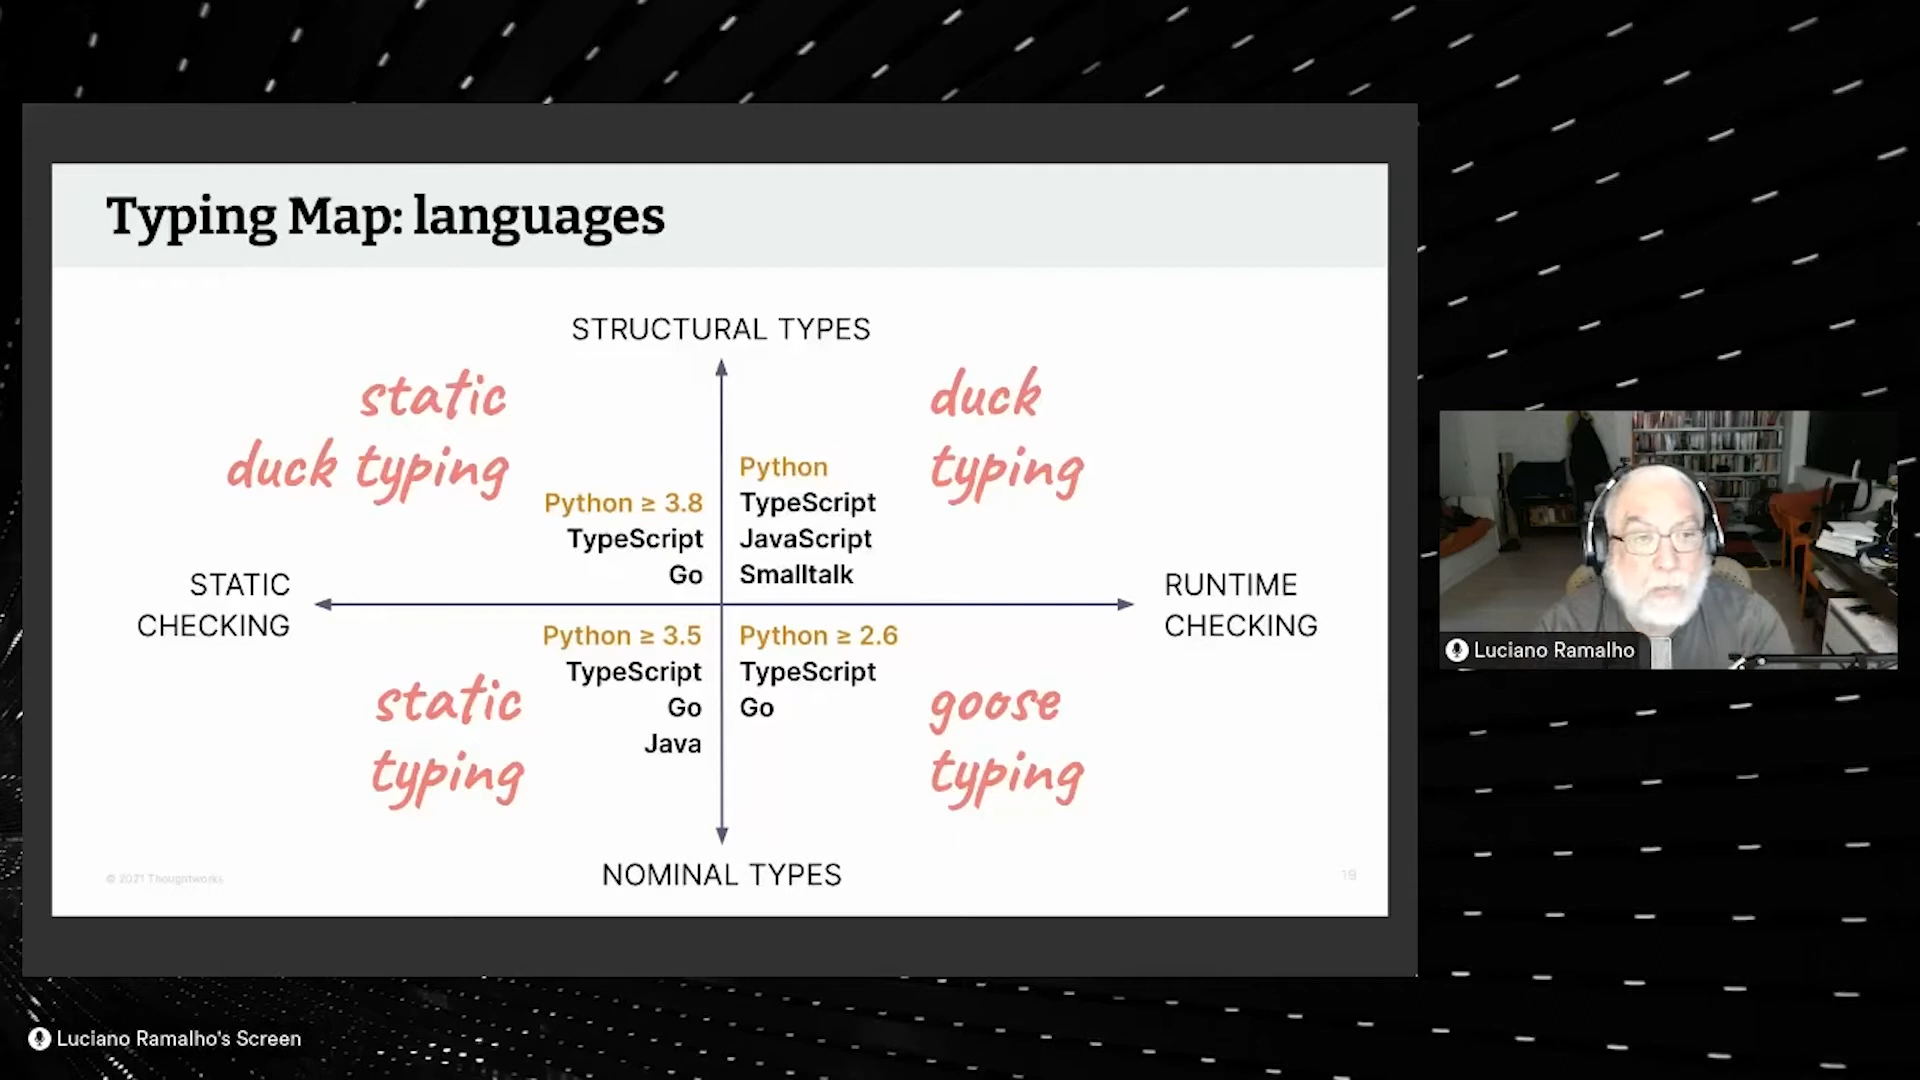 Typing Map: languages
STRUCTURAL TYPES
static
duck typing
duck
typing
Python ≥ 3.8
TypeScript
Go
Python
TypeScript
JavaScript
Smalltalk
STATIC
CHECKING
RUNTIME
CHECKING
Python ≥ 3.5
TypeScript
Go
Java
Python ≥ 2.6
TypeScript
Go
static
typing
goose
typing
NOMINAL TYPES
© 2021 Thoughtworks
19
Luciano Ramalho
Luciano Ramalho's Screen